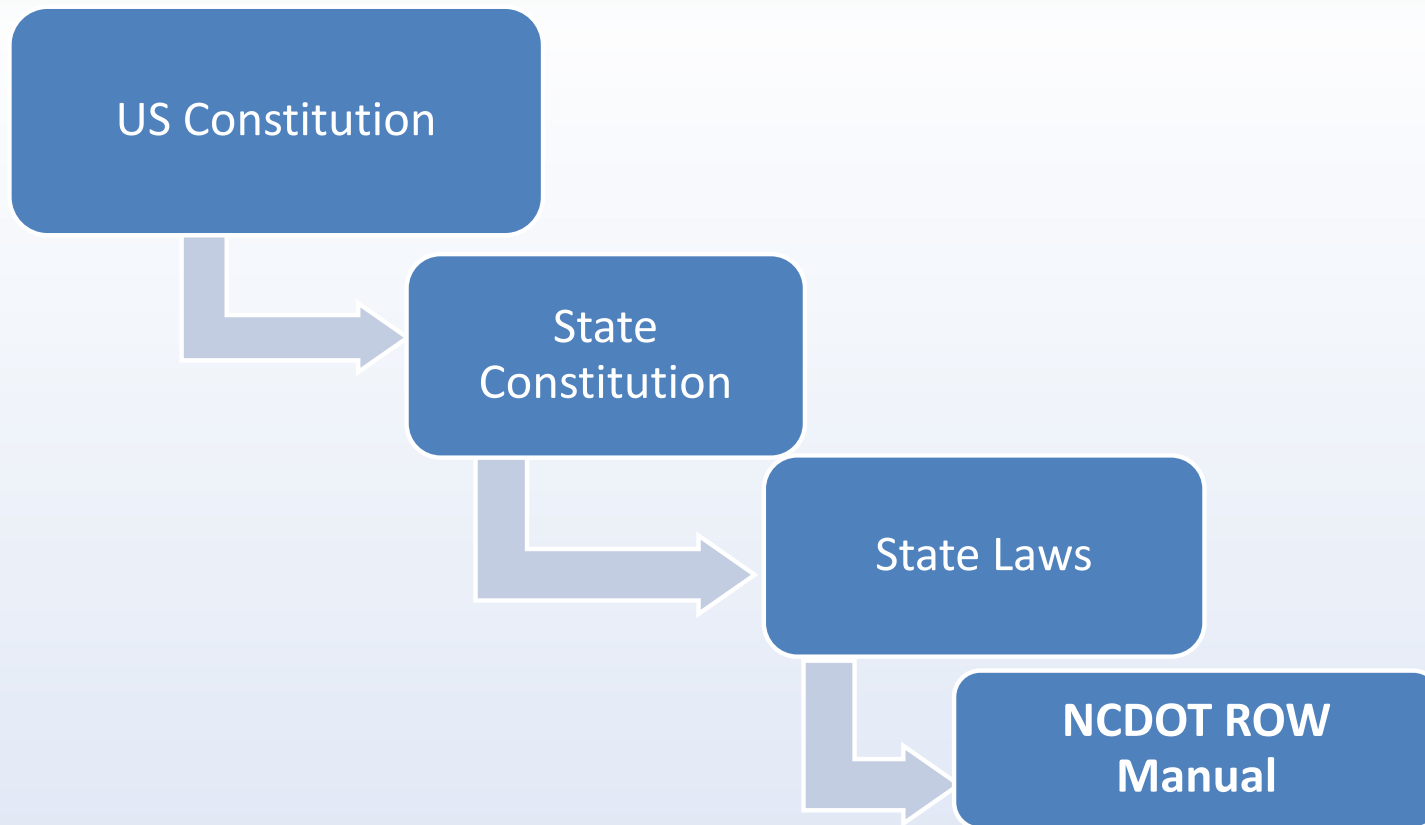 US Constitution
State
Constitution
State Laws
NCDOT ROW
Manual